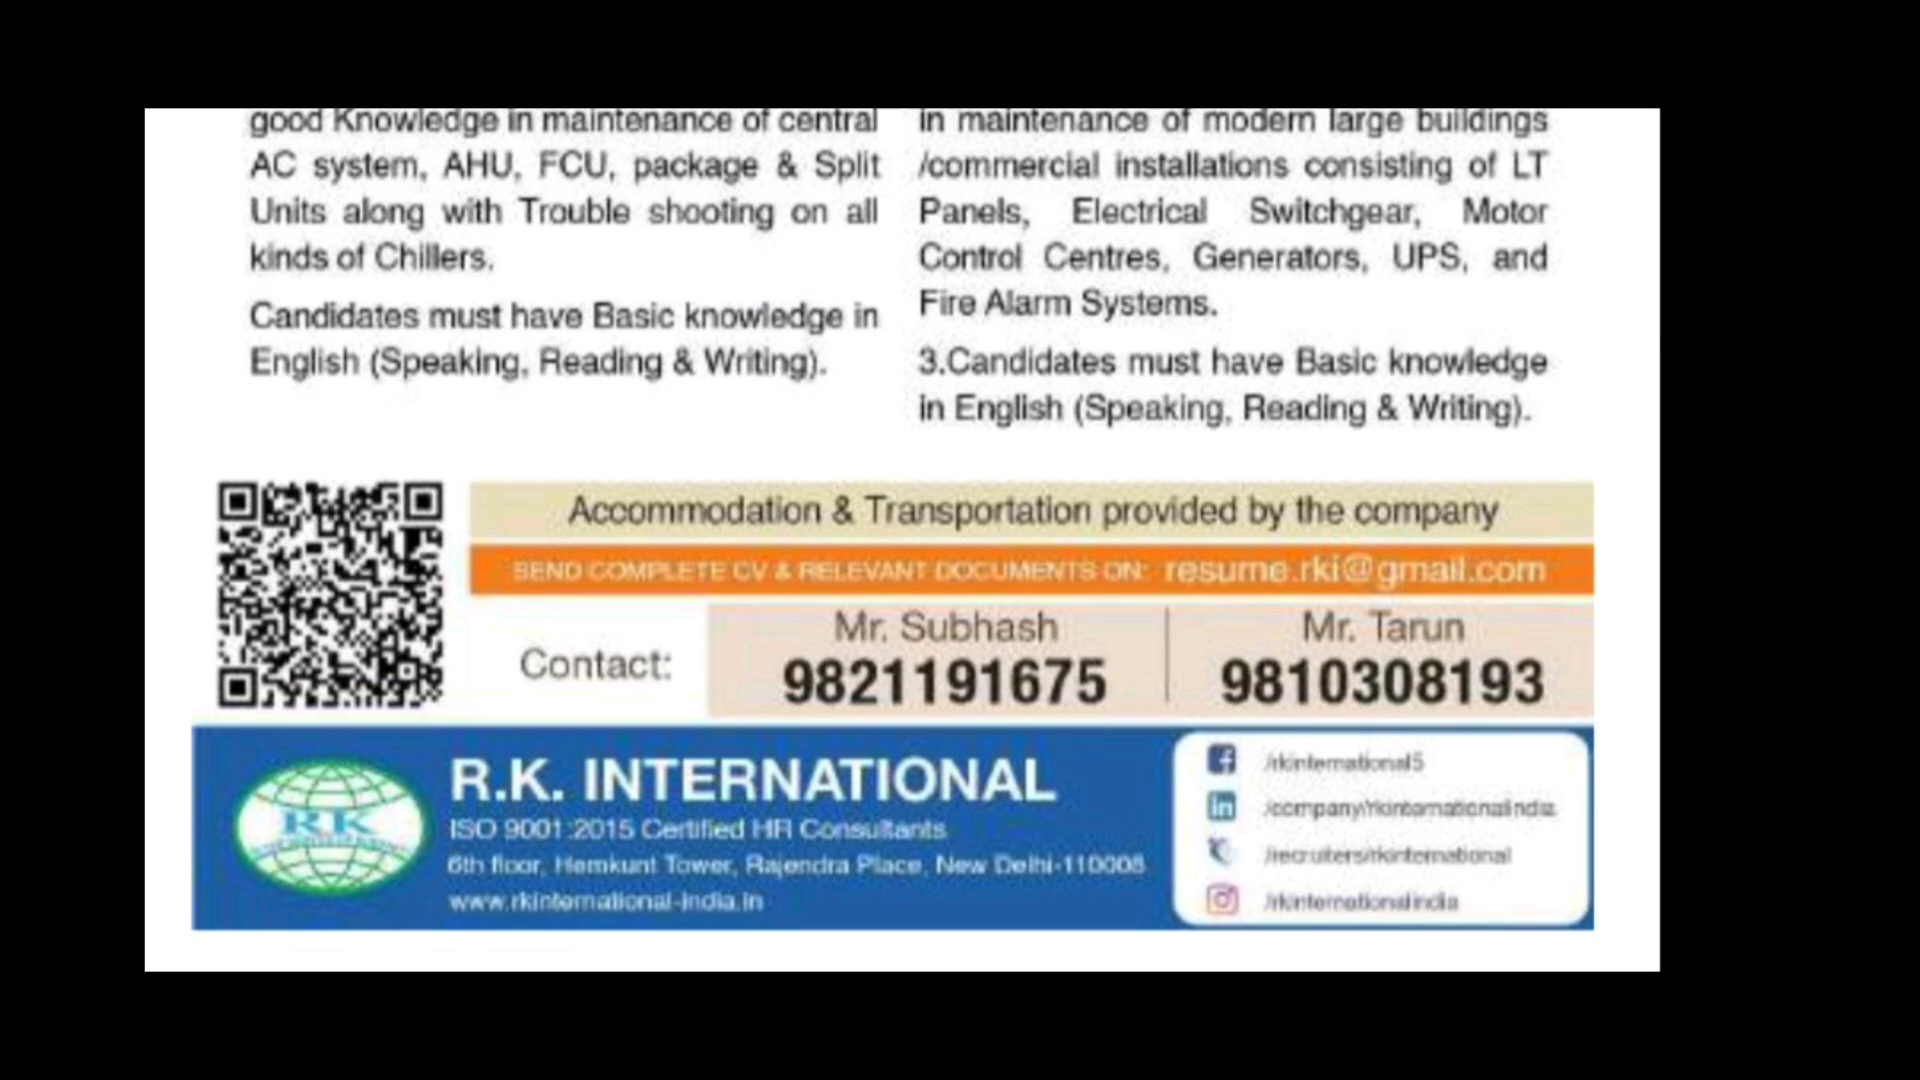 good Knowledge in maintenance of central
AC system, AHU, FCU, package & Split
Units along with Trouble shooting on all
kinds of Chillers.
Candidates must have Basic knowledge in
English (Speaking, Reading & Writing).
in maintenance of modern large buildings
/commercial installations consisting of LT
Panels, Electrical Switchgear, Motor
Control Centres, Generators, UPS, and
Fire Alarm Systems.
3.Candidates must have Basic knowledge
in English (Speaking, Reading & Writing).
Accommodation & Transportation provided by the company
SEND COMPLETE CV & RELEVANT DOCUMENTS ON: resume.rki@gmail.com
Contact:
Mr. Subhash
9821191675
Mr. Tarun
9810308193
RK
R.K. INTERNATIONAL
ISO 9001:2015 Certified HR Consultants
6th floor, Hemkunt Tower, Rajendra Place, New Delhi-110008
www.rkinternational-india.in
/rkinternational5
/company/rkinternationalindia
/recruiters/rkinternational
/rkinternationalindia